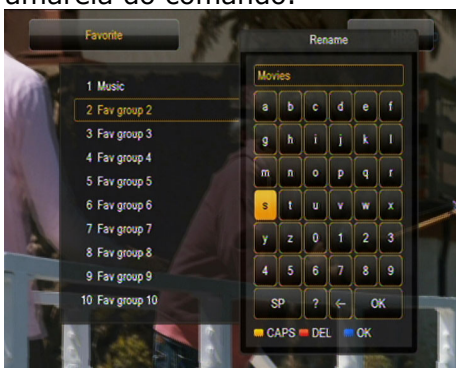 amarela do comando.
Favorite
Rename
Movies
1 Music
2 Fav group 2
3 Fav group 3
4 Fav group 4
5 Fav group 5
6 Fav group 6
7 Fav group 7
8 Fav group 8
9 Fav group 9
10 Fav group 10
a b c d e f
g h i j k l
m n o p q r
s t u v w x
y z 0 1 2 3
4 5 6 7 8 9
SP ? ← OK
CAPS DEL OK